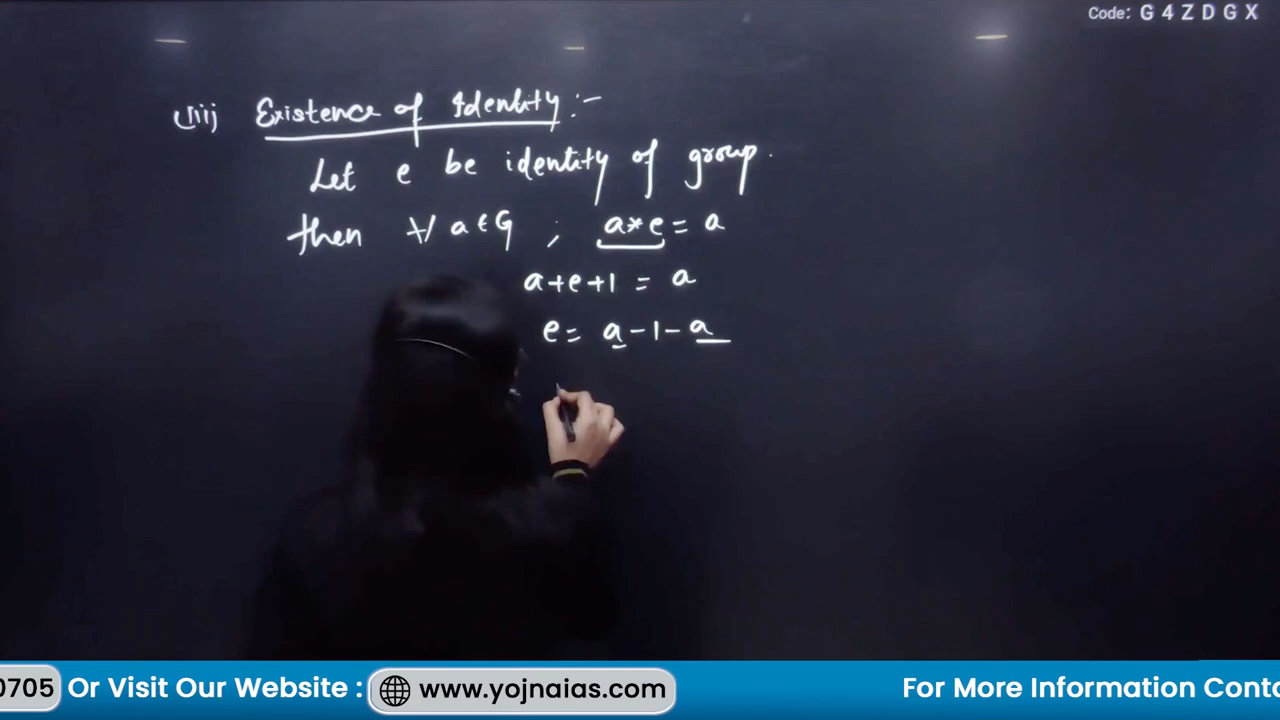 Code: G 4 Z D G X
(iii) Existence of Identity :-
Let e be identity of group.
then ∀ a ∈ G ; a * e = a
a + e + 1 = a
e = a - 1 - a
0705 Or Visit Our Website : www.yojnaias.com For More Information Conta